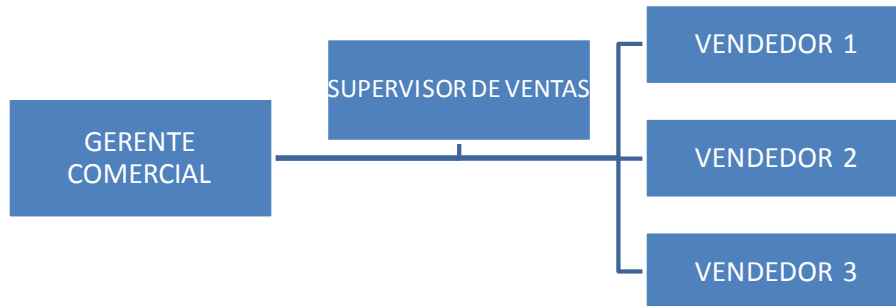 GERENTE
COMERCIAL
SUPERVISOR DE VENTAS
VENDEDOR 1
VENDEDOR 2
VENDEDOR 3